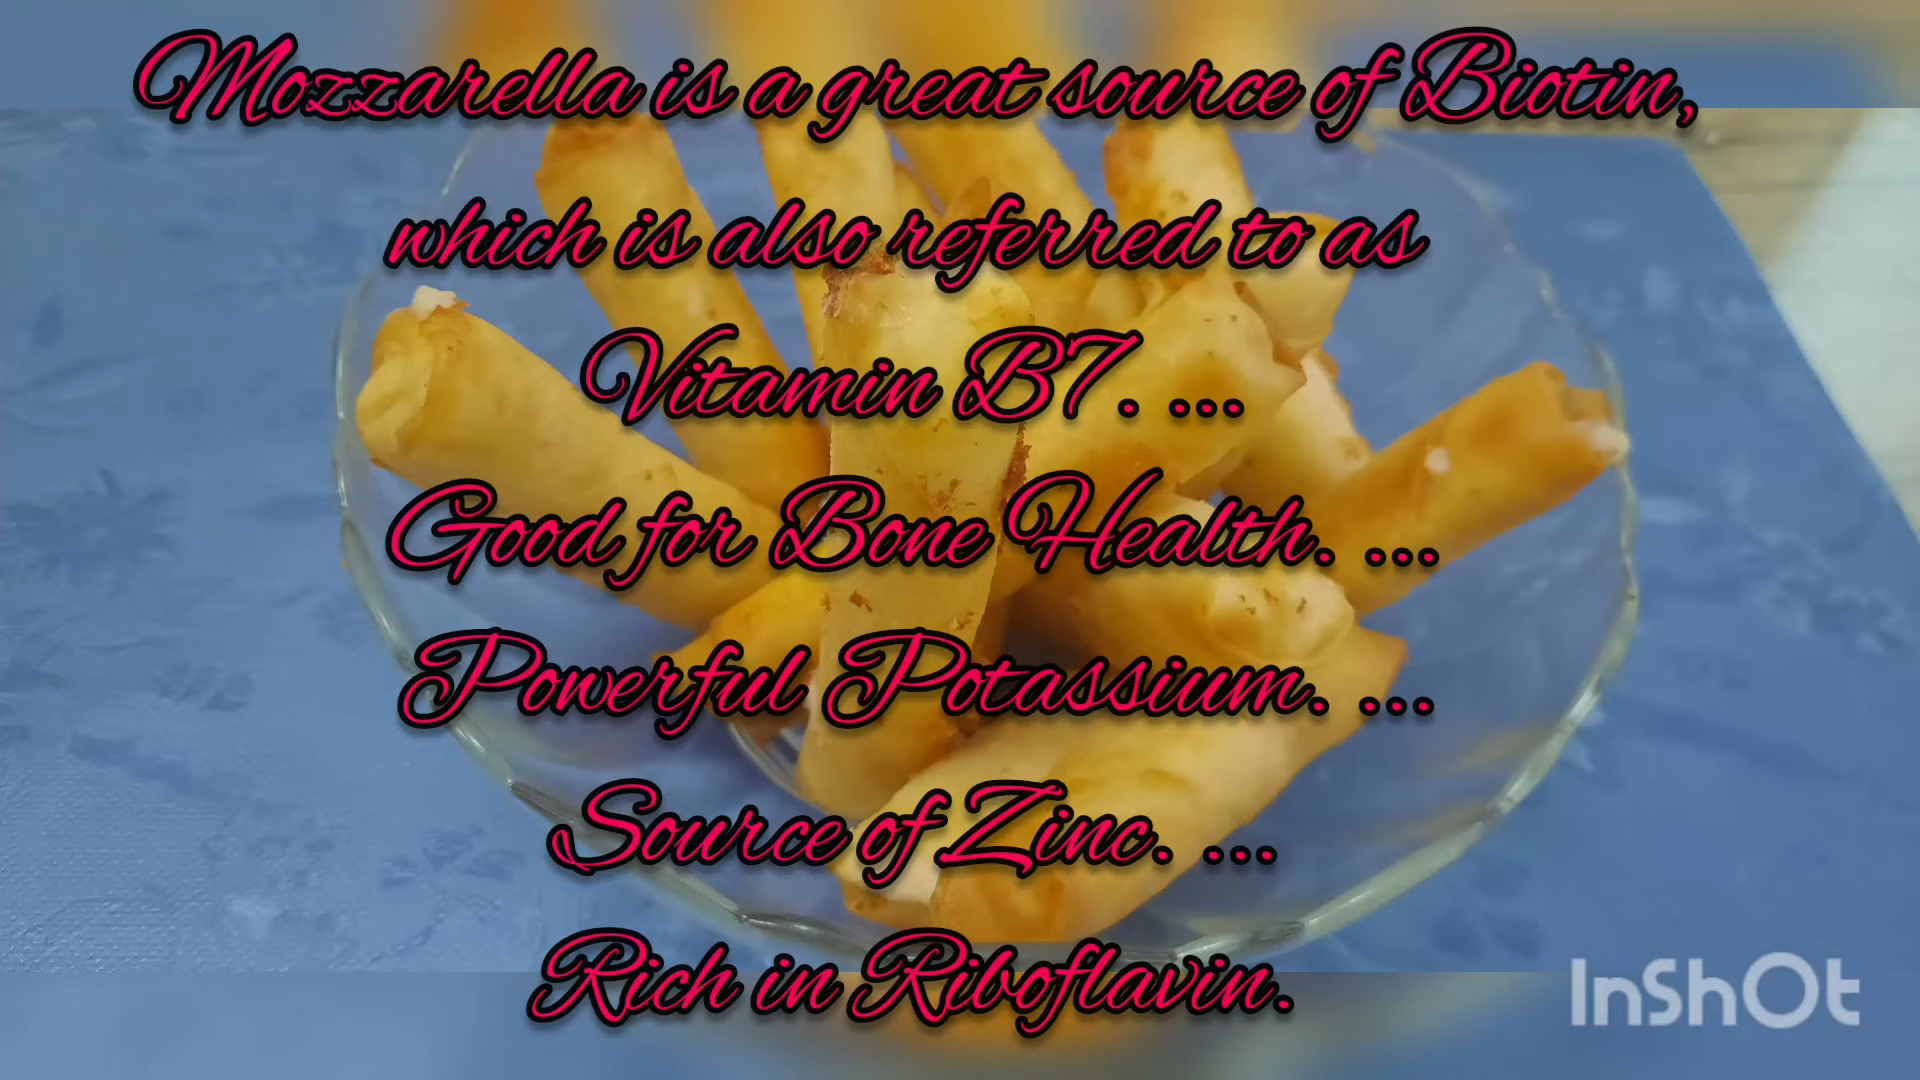 Mozzarella is a great source of Biotin,
which is also referred to as
Vitamin B7. ...
Good for Bone Health. ...
Powerful Potassium. ...
Source of Zinc. ...
Rich in Riboflavin.
InShOt